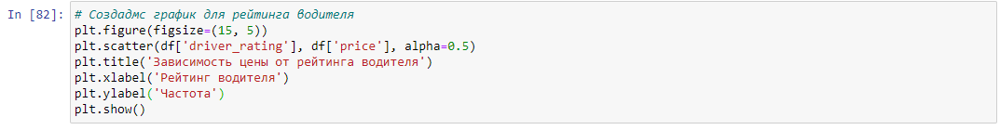 In [82]: # Создадмс график для рейтинга водителя
plt.figure(figsize=(15, 5))
plt.scatter(df['driver_rating'], df['price'], alpha=0.5)
plt.title('Зависимость цены от рейтинга водителя')
plt.xlabel('Рейтинг водителя')
plt.ylabel('Частота')
plt.show()